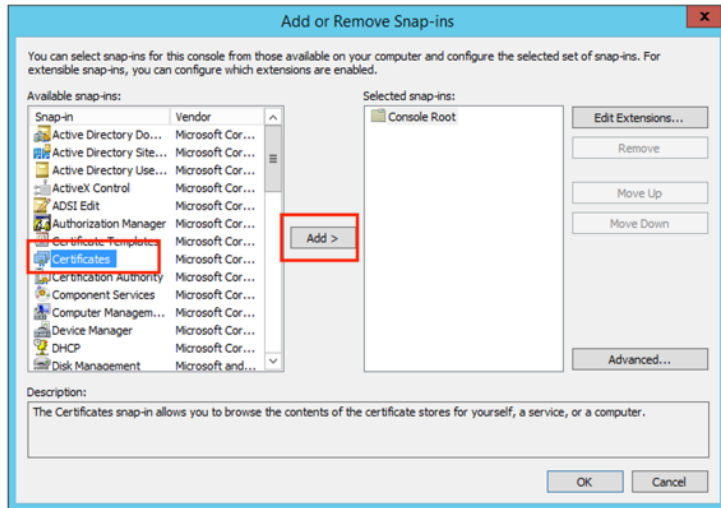 Add or Remove Snap-ins
x
You can select snap-ins for this console from those available on your computer and configure the selected set of snap-ins. For
extensible snap-ins, you can configure which extensions are enabled.
Available snap-ins:
Snap-in Vendor
Active Directory Do... Microsoft Cor...
Active Directory Site... Microsoft Cor...
Active Directory Use... Microsoft Cor...
ActiveX Control Microsoft Cor...
ADSI Edit Microsoft Cor...
Authorization Manager Microsoft Cor...
Certificate Templates Microsoft Cor...
Certificates Microsoft Cor...
Certification Authority Microsoft Cor...
Component Services Microsoft Cor...
Computer Managem... Microsoft Cor...
Device Manager Microsoft Cor...
DHCP Microsoft Cor...
Disk Management Microsoft and...
Add >
Selected snap-ins:
Console Root
Edit Extensions...
Remove
Move Up
Move Down
Advanced...
Description:
The Certificates snap-in allows you to browse the contents of the certificate stores for yourself, a service, or a computer.
OK Cancel